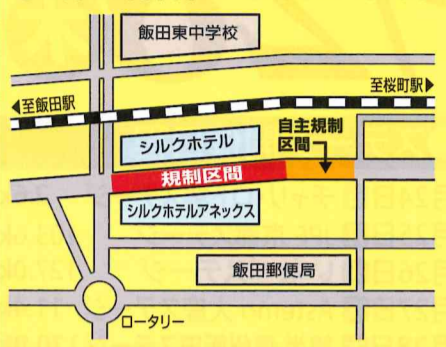 飯田東中学校
至桜町駅▶
◀至飯田駅
自主規制
区間
シルクホテル
規制区間
シルクホテルアネックス
飯田郵便局
ロータリー